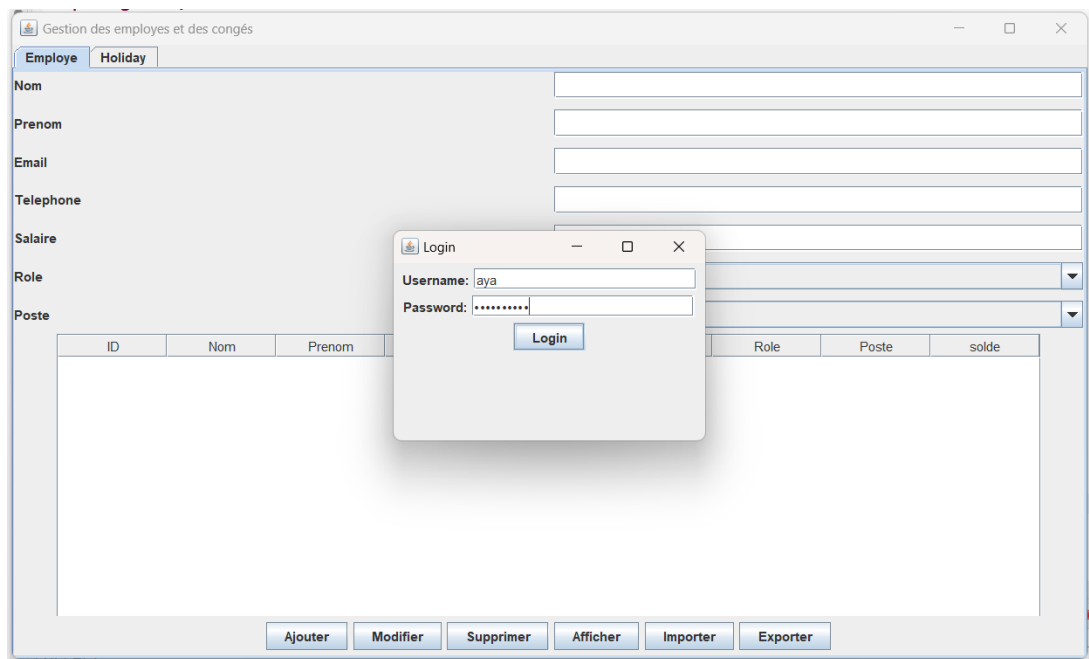 Gestion des employes et des congés
Employe Holiday
Nom
Prenom
Email
Telephone
Salaire
Role
Poste
Login
Username: aya
Password: ••••••••••
Login
ID Nom Prenom Role Poste solde
Ajouter Modifier Supprimer Afficher Importer Exporter